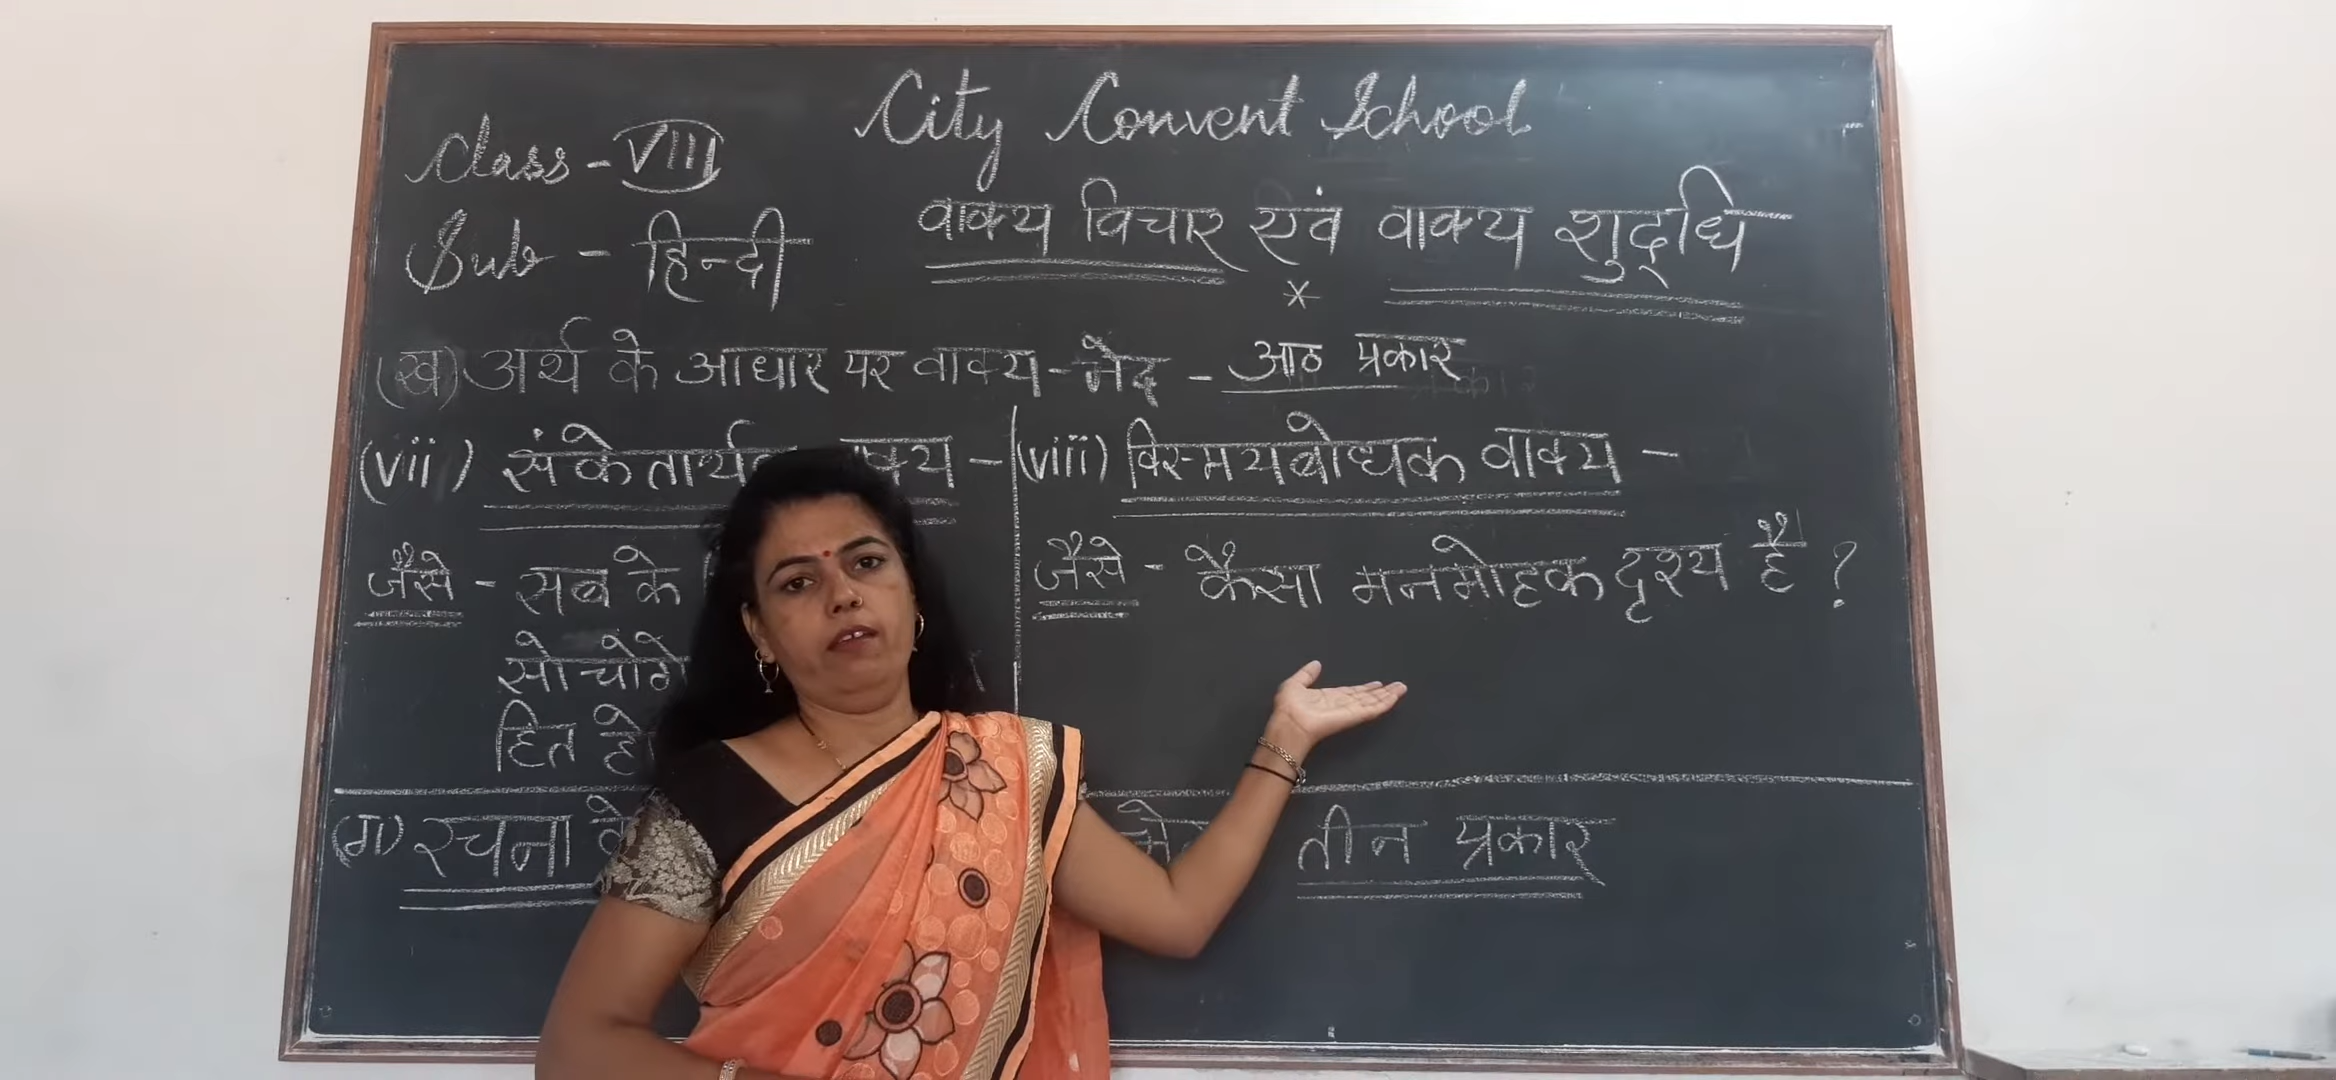 City Convent School
Class - VIII
Sub - हिन्दी
वाक्य विचार एवं वाक्य शुद्धि
*
(ख) अर्थ के आधार पर वाक्य - भेद - आठ प्रकार
(vii) संकेतार्थक वाक्य -
जैसे - सब के
सोचोगे
हित
(viii) विस्मयबोधक वाक्य -
जैसे - कैसा मनमोहक दृश्य है ?
(ग) रचना तीन प्रकार